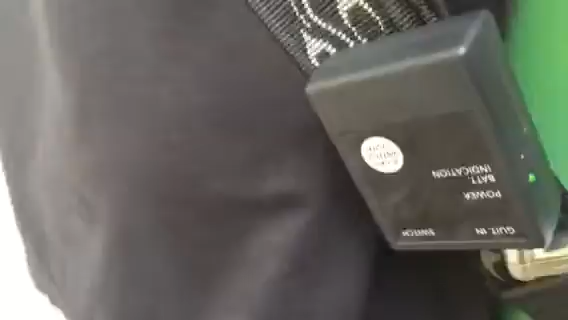 GUIT. IN
SWITCH
POWER
BATT.
INDICATION